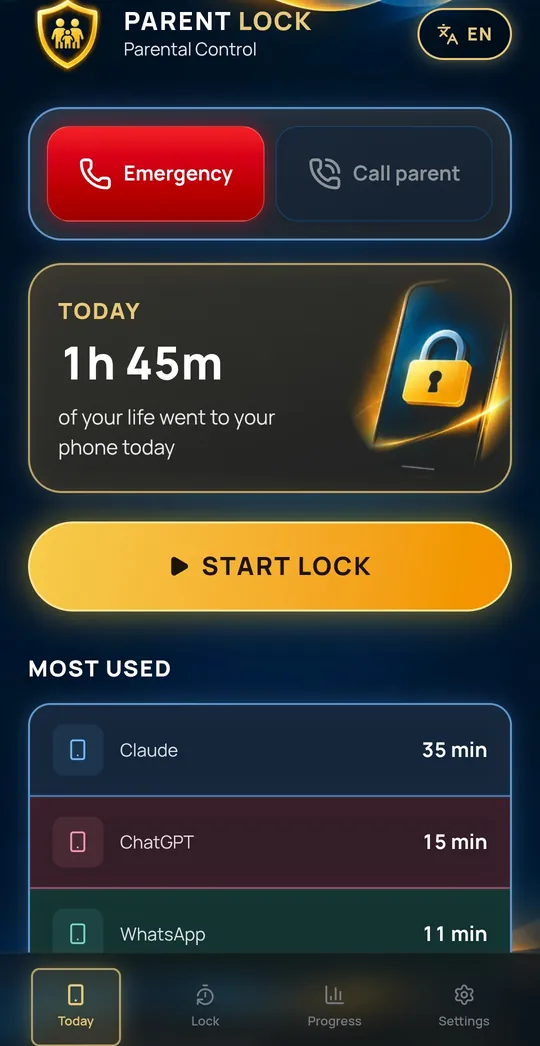 PARENT LOCK
Parental Control
EN
Emergency
Call parent
TODAY
1h 45m
of your life went to your
phone today
START LOCK
MOST USED
Claude
35 min
ChatGPT
15 min
WhatsApp
11 min
Today
Lock
Progress
Settings